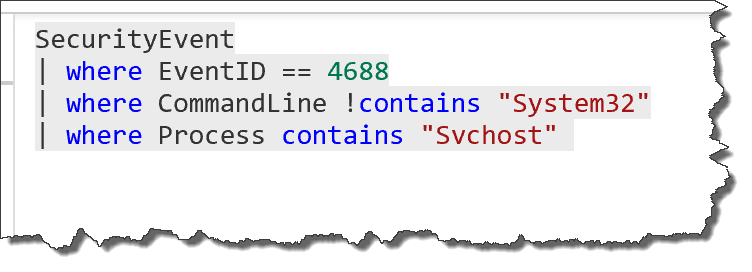 SecurityEvent
| where EventID == 4688
| where CommandLine !contains "System32"
| where Process contains "Svchost"